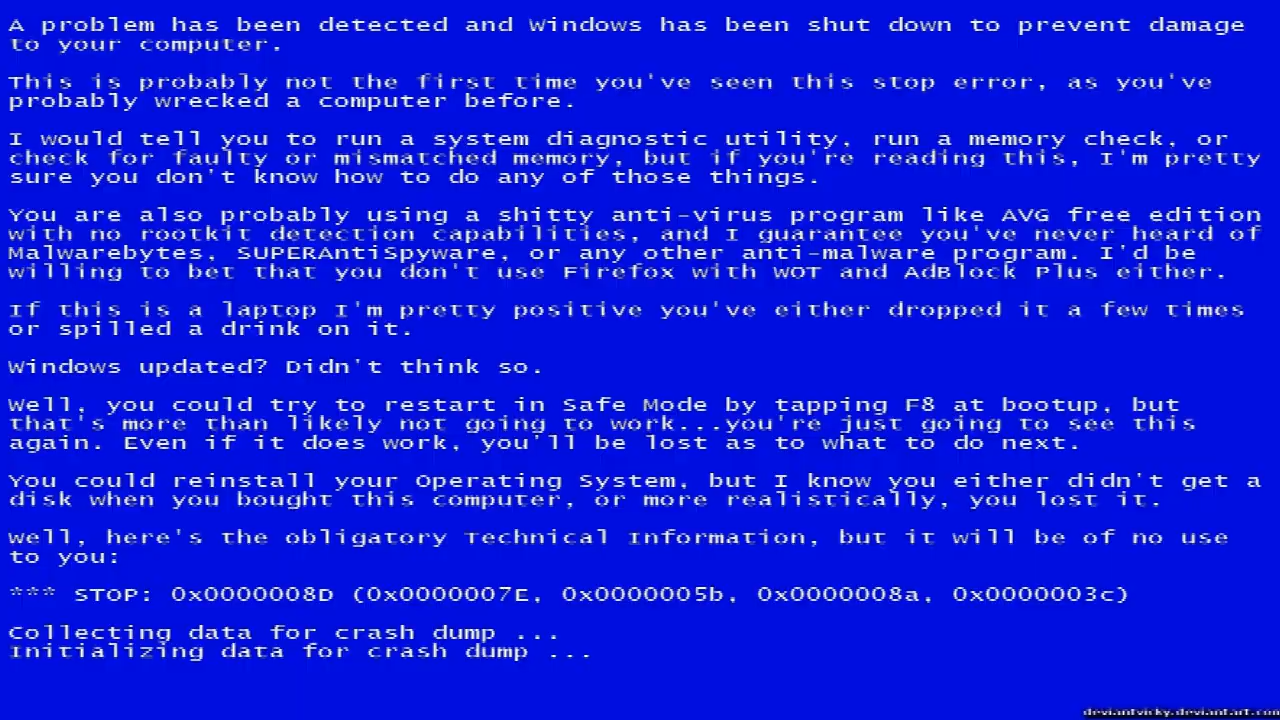 A problem has been detected and Windows has been shut down to prevent damage
to your computer.
This is probably not the first time you've seen this stop error, as you've
probably wrecked a computer before.
I would tell you to run a system diagnostic utility, run a memory check, or
check for faulty or mismatched memory, but if you're reading this, I'm pretty
sure you don't know how to do any of those things.
You are also probably using a shitty anti-virus program like AVG free edition
with no rootkit detection capabilities, and I guarantee you've never heard of
Malwarebytes, SUPERAntiSpyware, or any other anti-malware program. I'd be
willing to bet that you don't use Firefox with WOT and AdBlock Plus either.
If this is a laptop I'm pretty positive you've either dropped it a few times
or spilled a drink on it.
Windows updated? Didn't think so.
Well, you could try to restart in Safe Mode by tapping F8 at bootup, but
that's more than likely not going to work...you're just going to see this
again. Even if it does work, you'll be lost as to what to do next.
You could reinstall your Operating System, but I know you either didn't get a
disk when you bought this computer, or more realistically, you lost it.
Well, here's the obligatory Technical Information, but it will be of no use
to you:
*** STOP: 0x0000008D (0x0000007E, 0x0000005b, 0x0000008a, 0x0000003c)
Collecting data for crash dump ...
Initializing data for crash dump ...
deviantvicky.deviantart.com